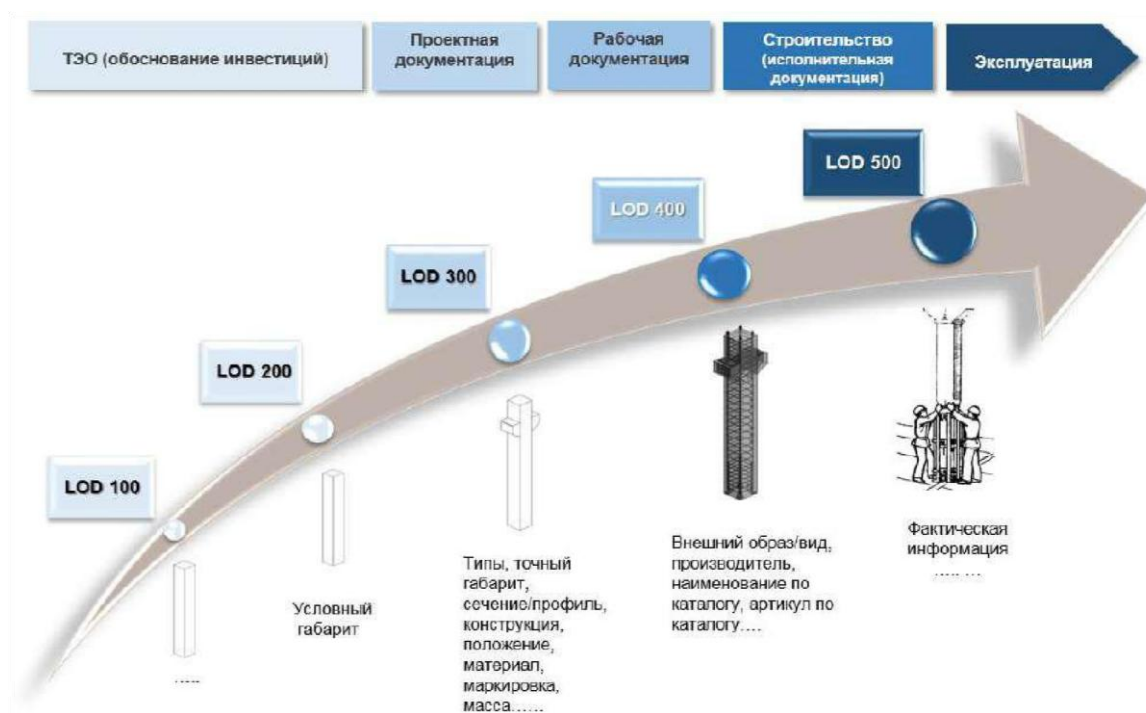 ТЭО (обоснование инвестиций)
Проектная
документация
Рабочая
документация
Строительство
(исполнительная
документация)
Эксплуатация
LOD 500
LOD 400
LOD 300
LOD 200
LOD 100
.....
Условный
габарит
Типы, точный
габарит,
сечение/профиль,
конструкция,
положение,
материал,
маркировка,
масса......
Внешний образ/вид,
производитель,
наименование по
каталогу, артикул по
каталогу....
Фактическая
информация
..... ...